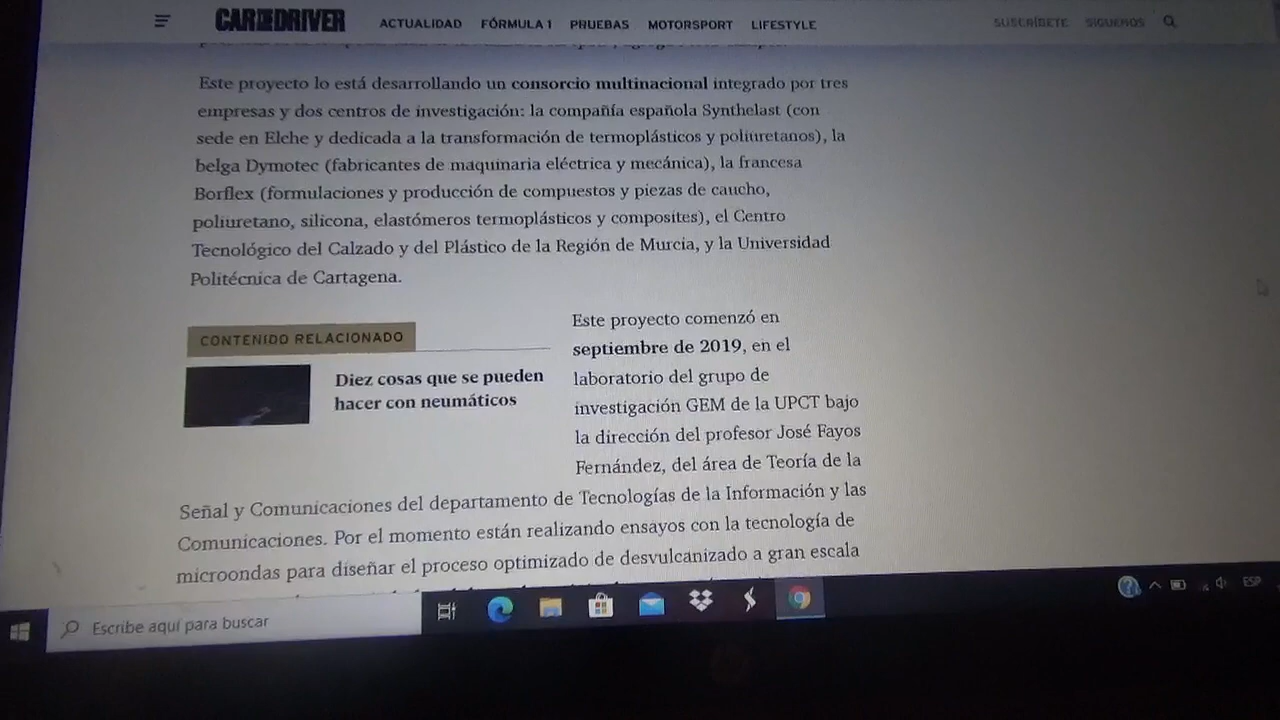 CAR AND DRIVER
ACTUALIDAD FÓRMULA 1 PRUEBAS MOTORSPORT LIFESTYLE
SUSCRÍBETE SÍGUENOS
Este proyecto lo está desarrollando un consorcio multinacional integrado por tres
empresas y dos centros de investigación: la compañía española Synthelast (con
sede en Elche y dedicada a la transformación de termoplásticos y poliuretanos), la
belga Dymotec (fabricantes de maquinaria eléctrica y mecánica), la francesa
Borflex (formulaciones y producción de compuestos y piezas de caucho,
poliuretano, silicona, elastómeros termoplásticos y composites), el Centro
Tecnológico del Calzado y del Plástico de la Región de Murcia, y la Universidad
Politécnica de Cartagena.
CONTENIDO RELACIONADO
Diez cosas que se pueden
hacer con neumáticos
Este proyecto comenzó en
septiembre de 2019, en el
laboratorio del grupo de
investigación GEM de la UPCT bajo
la dirección del profesor José Fayos
Fernández, del área de Teoría de la
Señal y Comunicaciones del departamento de Tecnologías de la Información y las
Comunicaciones. Por el momento están realizando ensayos con la tecnología de
microondas para diseñar el proceso optimizado de desvulcanizado a gran escala
Escribe aquí para buscar
ESP